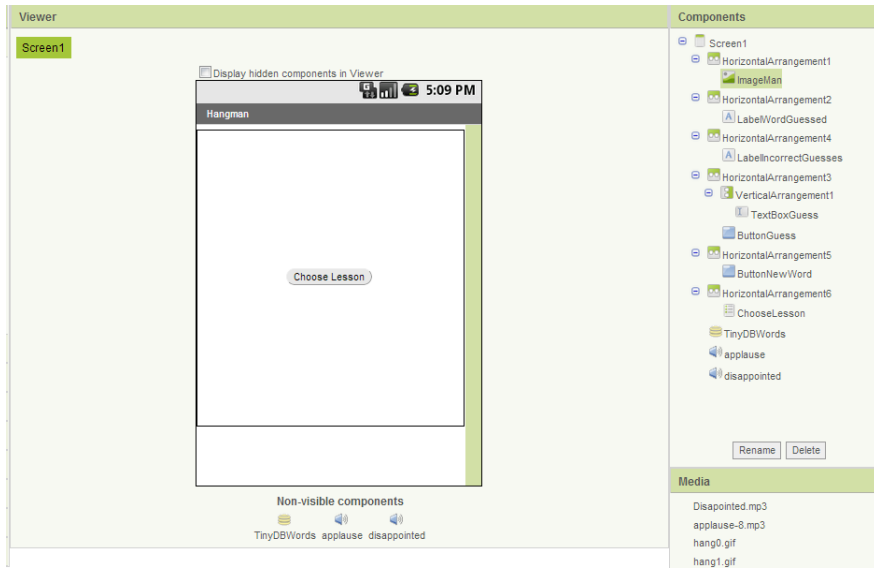 Viewer
Screen1
Display hidden components in Viewer
5:09 PM
Hangman
Choose Lesson
Non-visible components
TinyDBWords applause disappointed
Components
Screen1
HorizontalArrangement1
ImageMan
HorizontalArrangement2
A LabelWordGuessed
HorizontalArrangement4
A LabelIncorrectGuesses
HorizontalArrangement3
VerticalArrangement1
TextBoxGuess
ButtonGuess
HorizontalArrangement5
ButtonNewWord
HorizontalArrangement6
ChooseLesson
TinyDBWords
applause
disappointed
Rename Delete
Media
Disapointed.mp3
applause-8.mp3
hang0.gif
hang1.gif